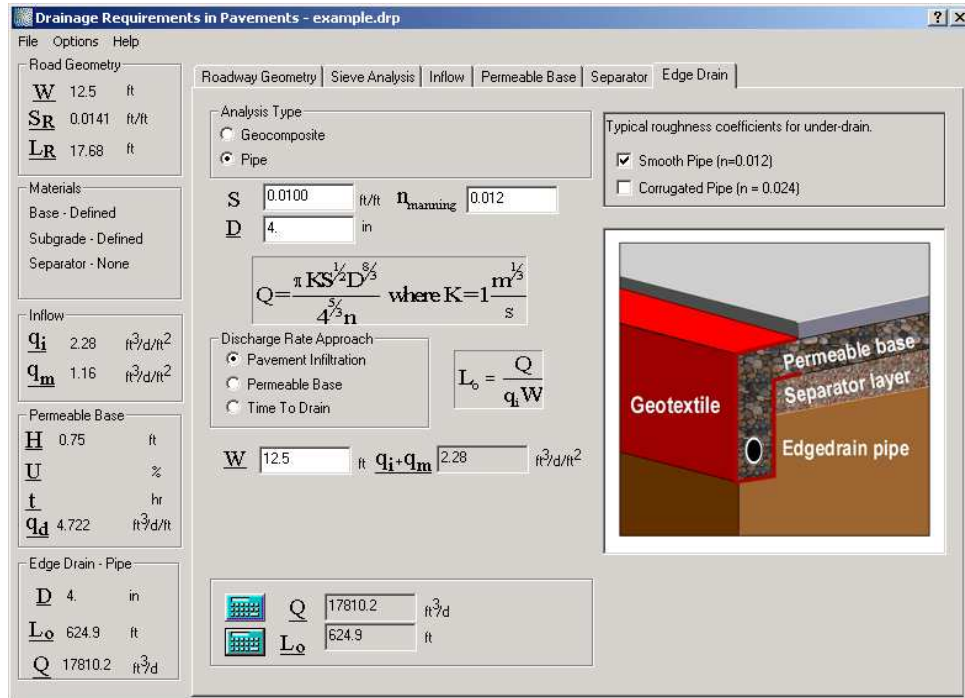 Drainage Requirements in Pavements - example.drp
File Options Help
Road Geometry
W 12.5 ft
SR 0.0141 ft/ft
LR 17.68 ft
Materials
Base - Defined
Subgrade - Defined
Separator - None
Inflow
qi 2.28 ft³/d/ft²
qm 1.16 ft³/d/ft²
Permeable Base
H 0.75 ft
U %
t hr
qd 4.722 ft³/d/ft
Edge Drain - Pipe
D 4. in
Lo 624.9 ft
Q 17810.2 ft³/d
Roadway Geometry Sieve Analysis Inflow Permeable Base Separator Edge Drain
Analysis Type
Geocomposite
Pipe
S 0.0100 ft/ft nmanning 0.012
D 4. in
Q=πKS^½D^8/3 / 4^5/3n where K=1 m^1/3 / s
Discharge Rate Approach
Pavement Infiltration
Permeable Base
Time To Drain
Lo = Q / qiW
W 12.5 ft qi+qm 2.28 ft³/d/ft²
Q 17810.2 ft³/d
Lo 624.9 ft
Typical roughness coefficients for under-drain.
Smooth Pipe (n=0.012)
Corrugated Pipe (n = 0.024)
Permeable base
Separator layer
Geotextile
Edgedrain pipe